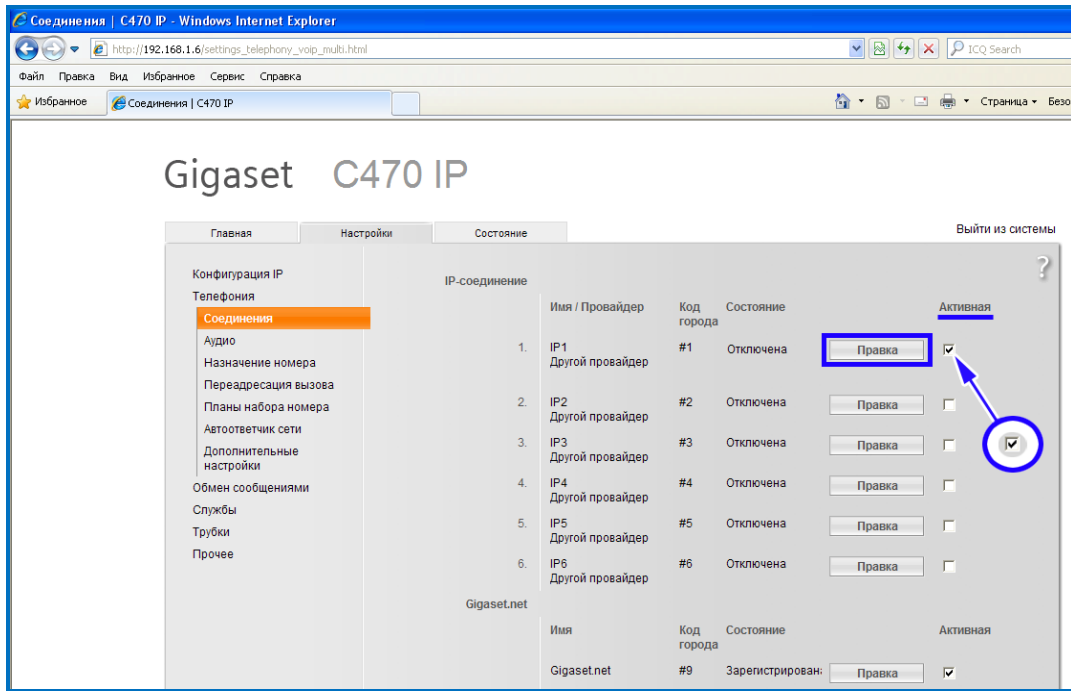 Соединения | C470 IP - Windows Internet Explorer
http://192.168.1.6/settings_telephony_voip_multi.html
ICQ Search
Файл Правка Вид Избранное Сервис Справка
Избранное
Соединения | C470 IP
Страница
Безо
Gigaset C470 IP
Главная Настройки Состояние
Выйти из системы
?
Конфигурация IP
Телефония
Соединения
Аудио
Назначение номера
Переадресация вызова
Планы набора номера
Автоответчик сети
Дополнительные
настройки
Обмен сообщениями
Службы
Трубки
Прочее
IP-соединение
Имя / Провайдер Код города Состояние Активная
1. IP1 #1 Отключена Правка
Другой провайдер
2. IP2 #2 Отключена Правка
Другой провайдер
3. IP3 #3 Отключена Правка
Другой провайдер
4. IP4 #4 Отключена Правка
Другой провайдер
5. IP5 #5 Отключена Правка
Другой провайдер
6. IP6 #6 Отключена Правка
Другой провайдер
Gigaset.net
Имя Код города Состояние Активная
Gigaset.net #9 Зарегистрирован Правка